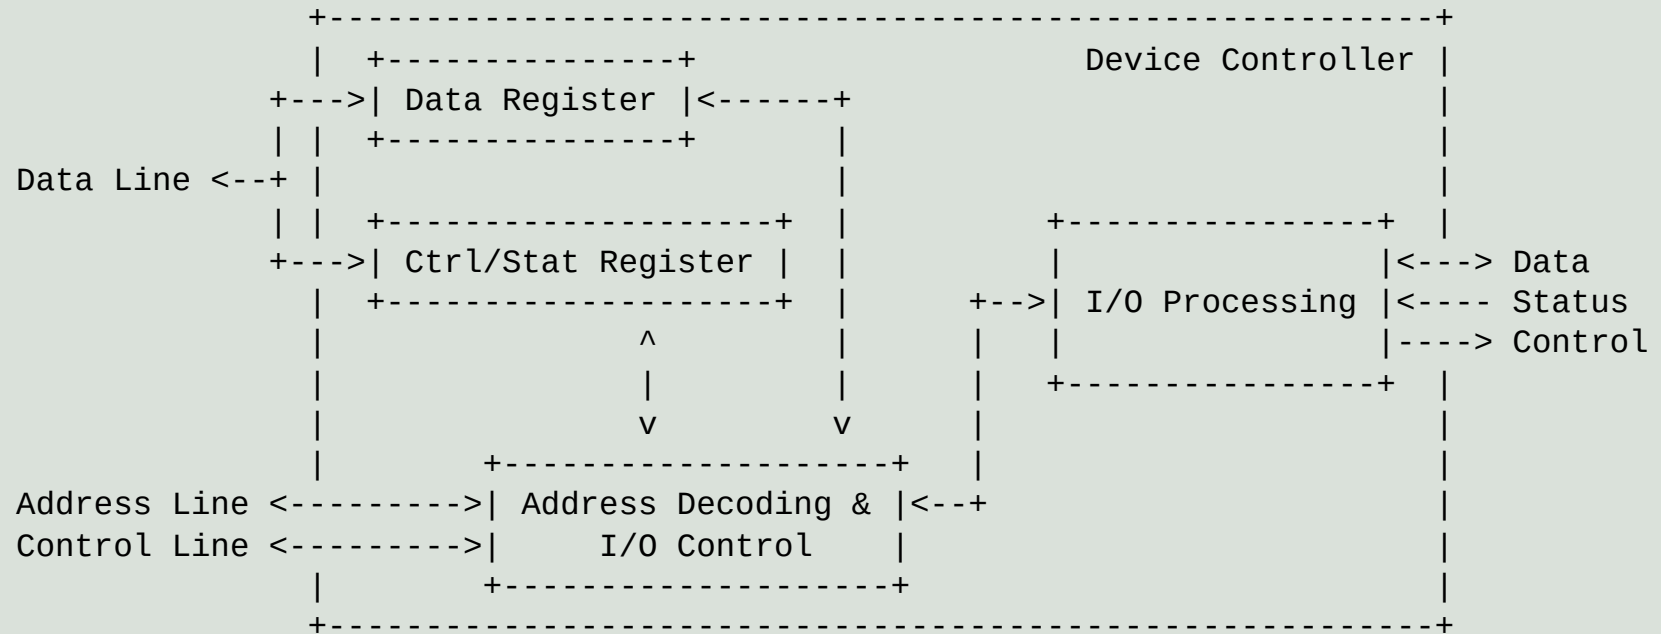 Device Controller
Data Register
Data Line
Ctrl/Stat Register
Data
I/O Processing
Status
Control
Address Line
Address Decoding &
Control Line
I/O Control